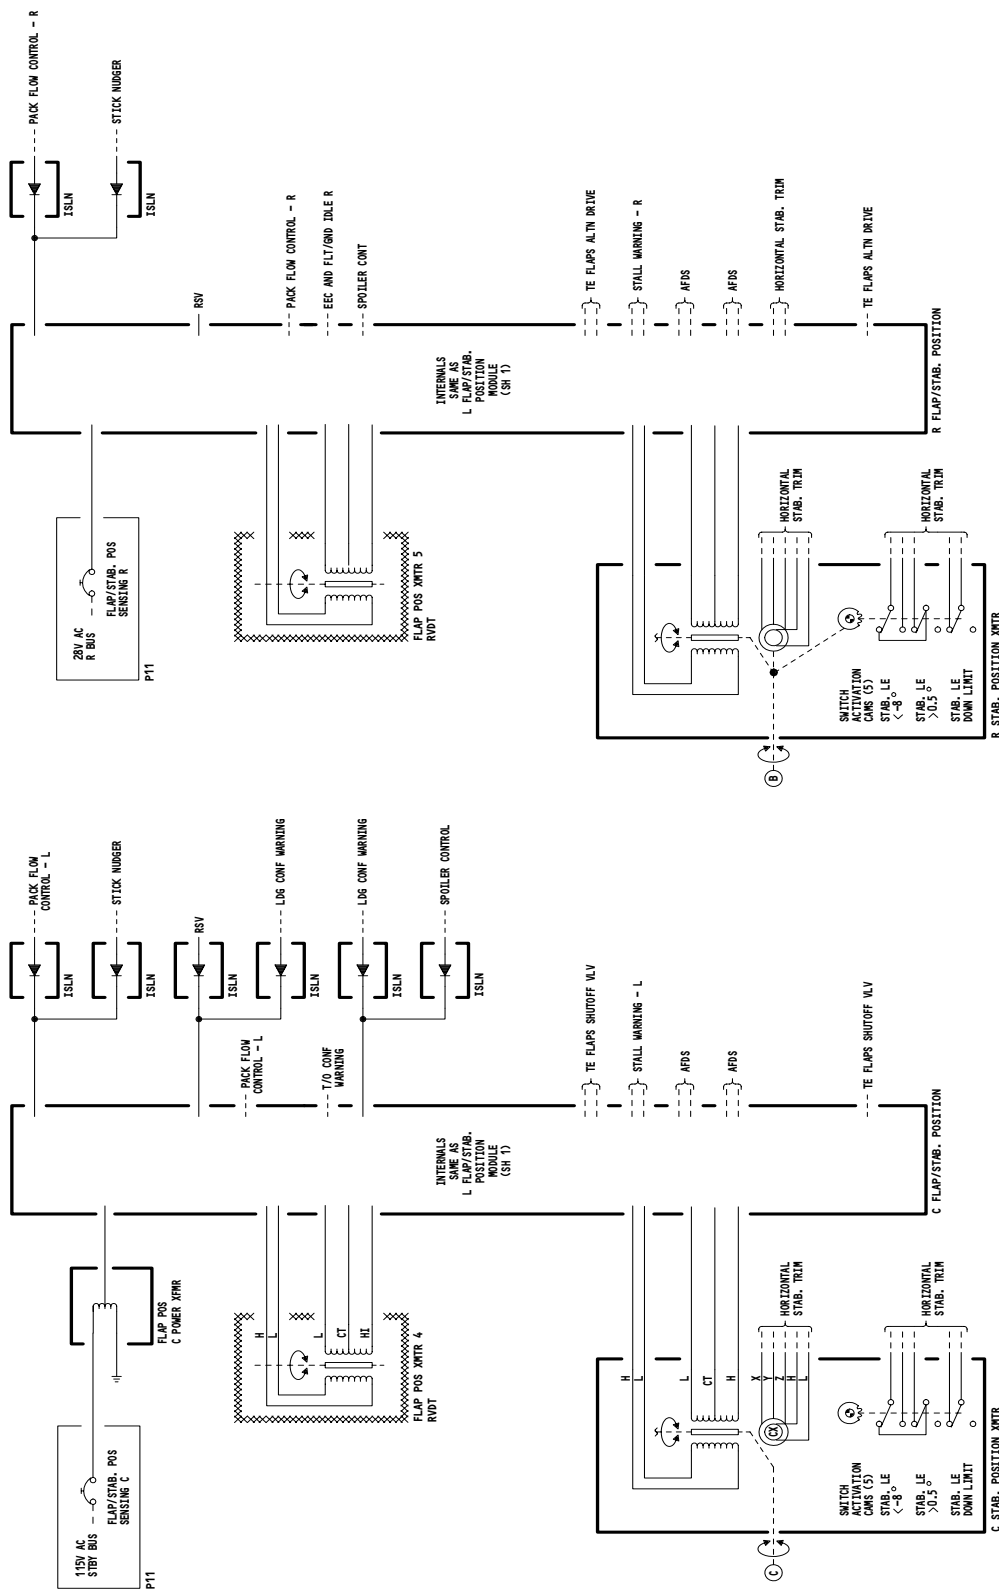 115V AC
STBY BUS
FLAP/STAB. POS
SENSING C
P11
FLAP POS
C POWER XFMR
ISLN
PACK FLOW
CONTROL - L
ISLN
STICK NUDGER
ISLN
RSV
ISLN
LDG CONF WARNING
ISLN
LDG CONF WARNING
ISLN
SPOILER CONTROL
PACK FLOW
CONTROL - L
T/O CONF
WARNING
H
L
L
CT
HI
FLAP POS XMTR 4
RVDT
INTERNALS
SAME AS
L FLAP/STAB.
POSITION
MODULE
(SH 1)
TE FLAPS SHUTOFF VLV
STALL WARNING - L
AFDS
AFDS
TE FLAPS SHUTOFF VLV
C FLAP/STAB. POSITION
H
L
L
CT
H
X
Y
Z
H
L
CX
HORIZONTAL
STAB. TRIM
HORIZONTAL
STAB. TRIM
C
SWITCH
ACTIVATION
CAMS (5)
STAB. LE
<-8°
STAB. LE
>0.5°
STAB. LE
DOWN LIMIT
C STAB. POSITION XMTR
28V AC
R BUS
FLAP/STAB. POS
SENSING R
P11
ISLN
PACK FLOW CONTROL - R
ISLN
STICK NUDGER
RSV
PACK FLOW CONTROL - R
EEC AND FLT/GND IDLE R
SPOILER CONT
FLAP POS XMTR 5
RVDT
INTERNALS
SAME AS
L FLAP/STAB.
POSITION
MODULE
(SH 1)
TE FLAPS ALTN DRIVE
STALL WARNING - R
AFDS
AFDS
HORIZONTAL STAB. TRIM
TE FLAPS ALTN DRIVE
R FLAP/STAB. POSITION
HORIZONTAL
STAB. TRIM
HORIZONTAL
STAB. TRIM
B
SWITCH
ACTIVATION
CAMS (5)
STAB. LE
<-8°
STAB. LE
>0.5°
STAB. LE
DOWN LIMIT
R STAB. POSITION XMTR